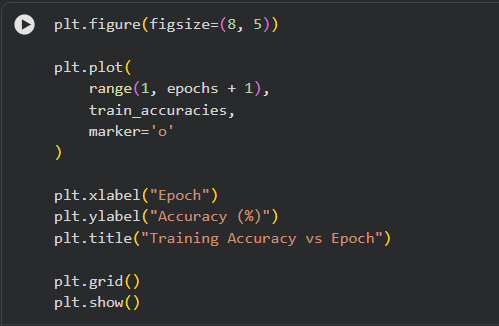 plt.figure(figsize=(8, 5))
plt.plot(
    range(1, epochs + 1),
    train_accuracies,
    marker='o'
)
plt.xlabel("Epoch")
plt.ylabel("Accuracy (%)")
plt.title("Training Accuracy vs Epoch")
plt.grid()
plt.show()